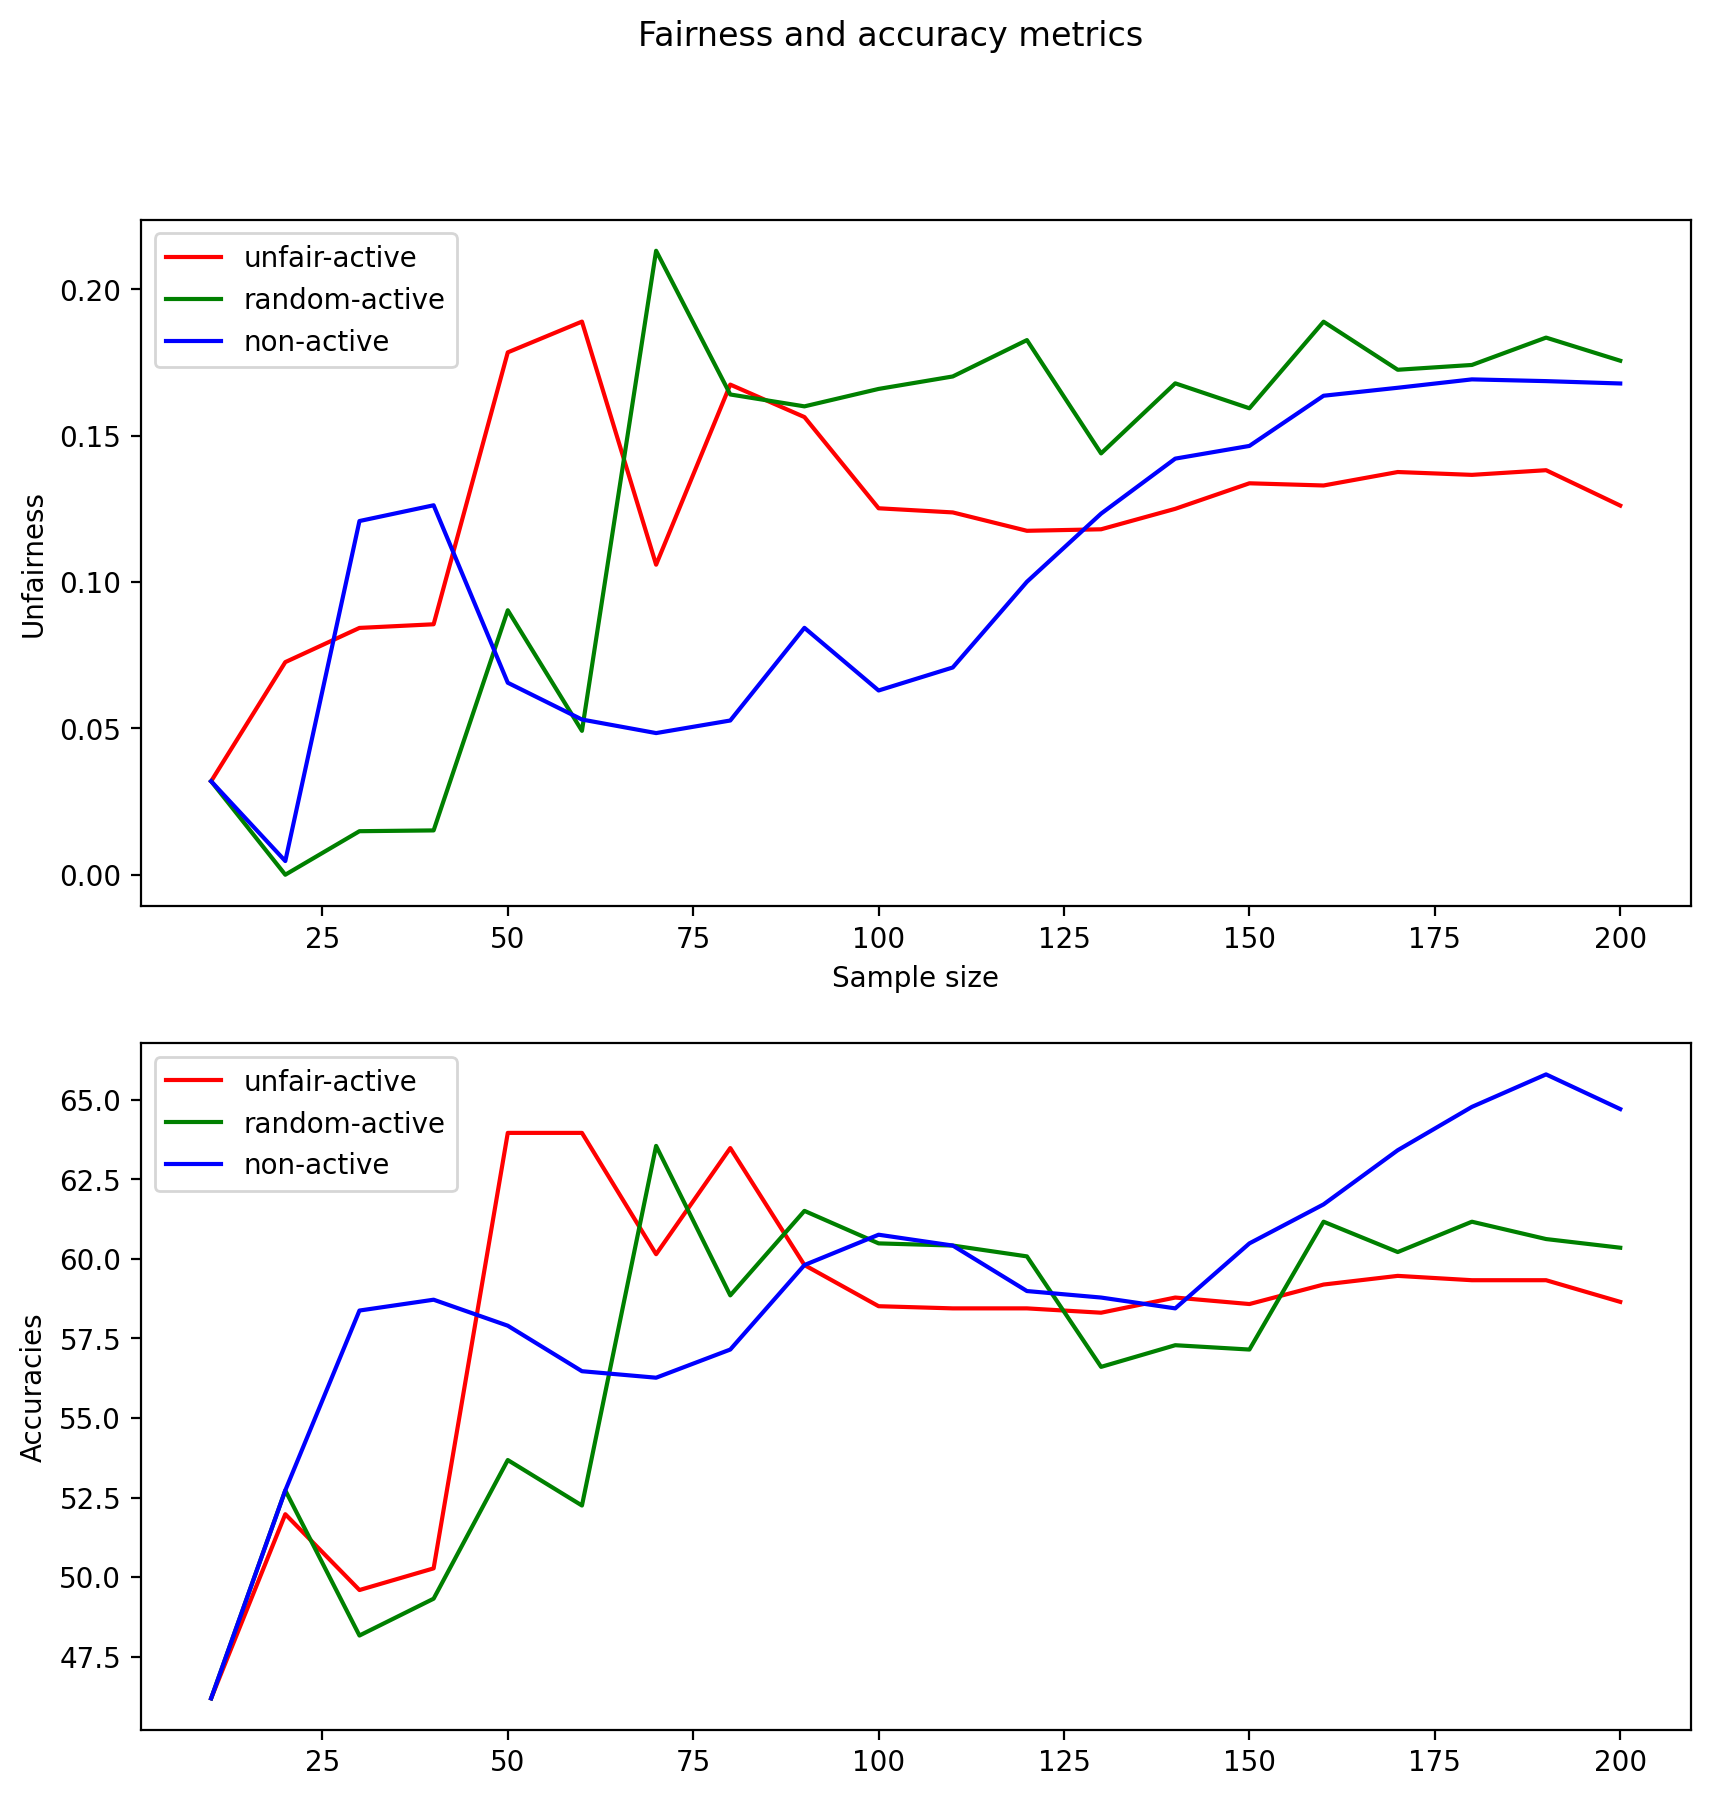 Fairness and accuracy metrics
unfair-active
random-active
non-active
0.20
0.15
0.10
0.05
0.00
Unfairness
25 50 75 100 125 150 175 200
Sample size
unfair-active
random-active
non-active
65.0
62.5
60.0
57.5
55.0
52.5
50.0
47.5
Accuracies
25 50 75 100 125 150 175 200